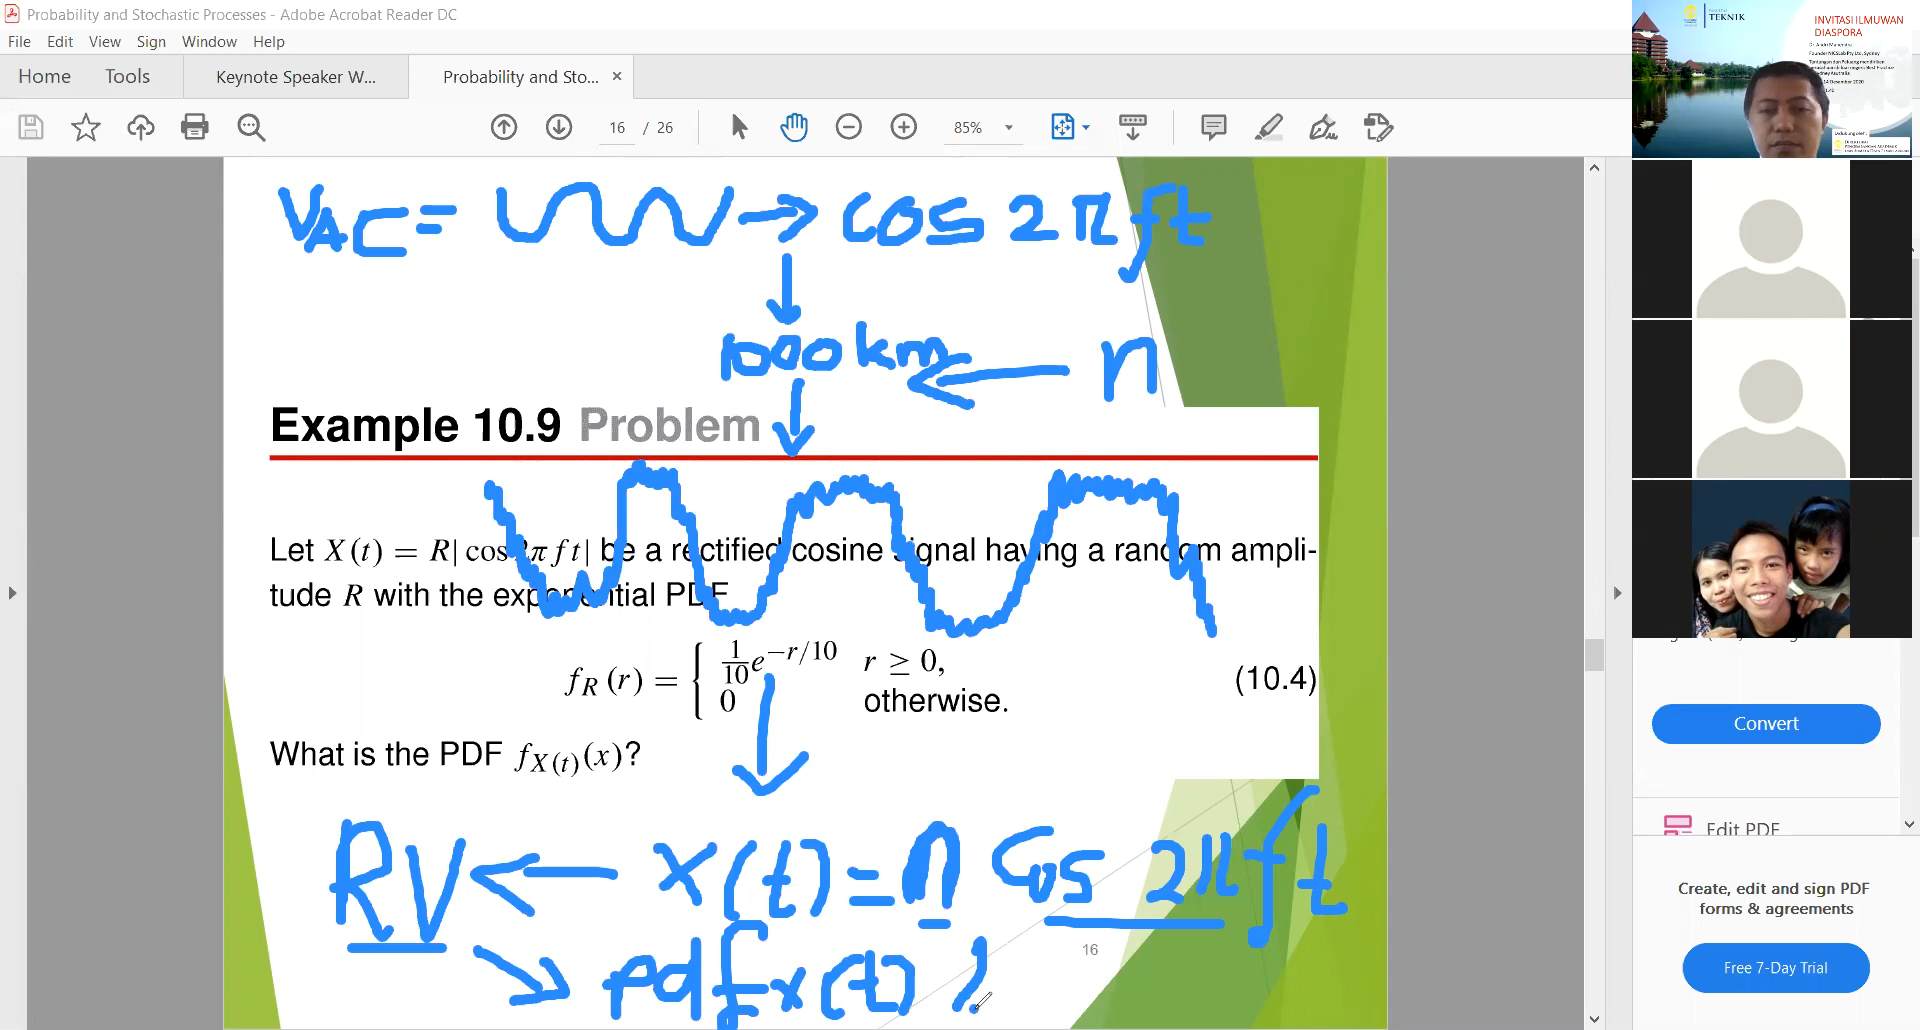 Probability and Stochastic Processes - Adobe Acrobat Reader DC
File Edit View Sign Window Help
Home Tools Keynote Speaker W... Probability and Sto... ×
16 / 26 85%
V_AC = → cos 2πft
1000 km ← n
Example 10.9 Problem
Let X(t) = R| cos 2πft| be a rectified cosine signal having a random ampli-
tude R with the exponential PDF
f_R(r) = { 1/10 e^{-r/10} r ≥ 0,
0 otherwise. (10.4)
What is the PDF f_{X(t)}(x)?
RV ← x(t) = n Cos 2πft
pdf x(t)
16
TEKNIK
INVITASI ILMUWAN
DIASPORA
Convert
Edit PDF
Create, edit and sign PDF
forms & agreements
Free 7-Day Trial